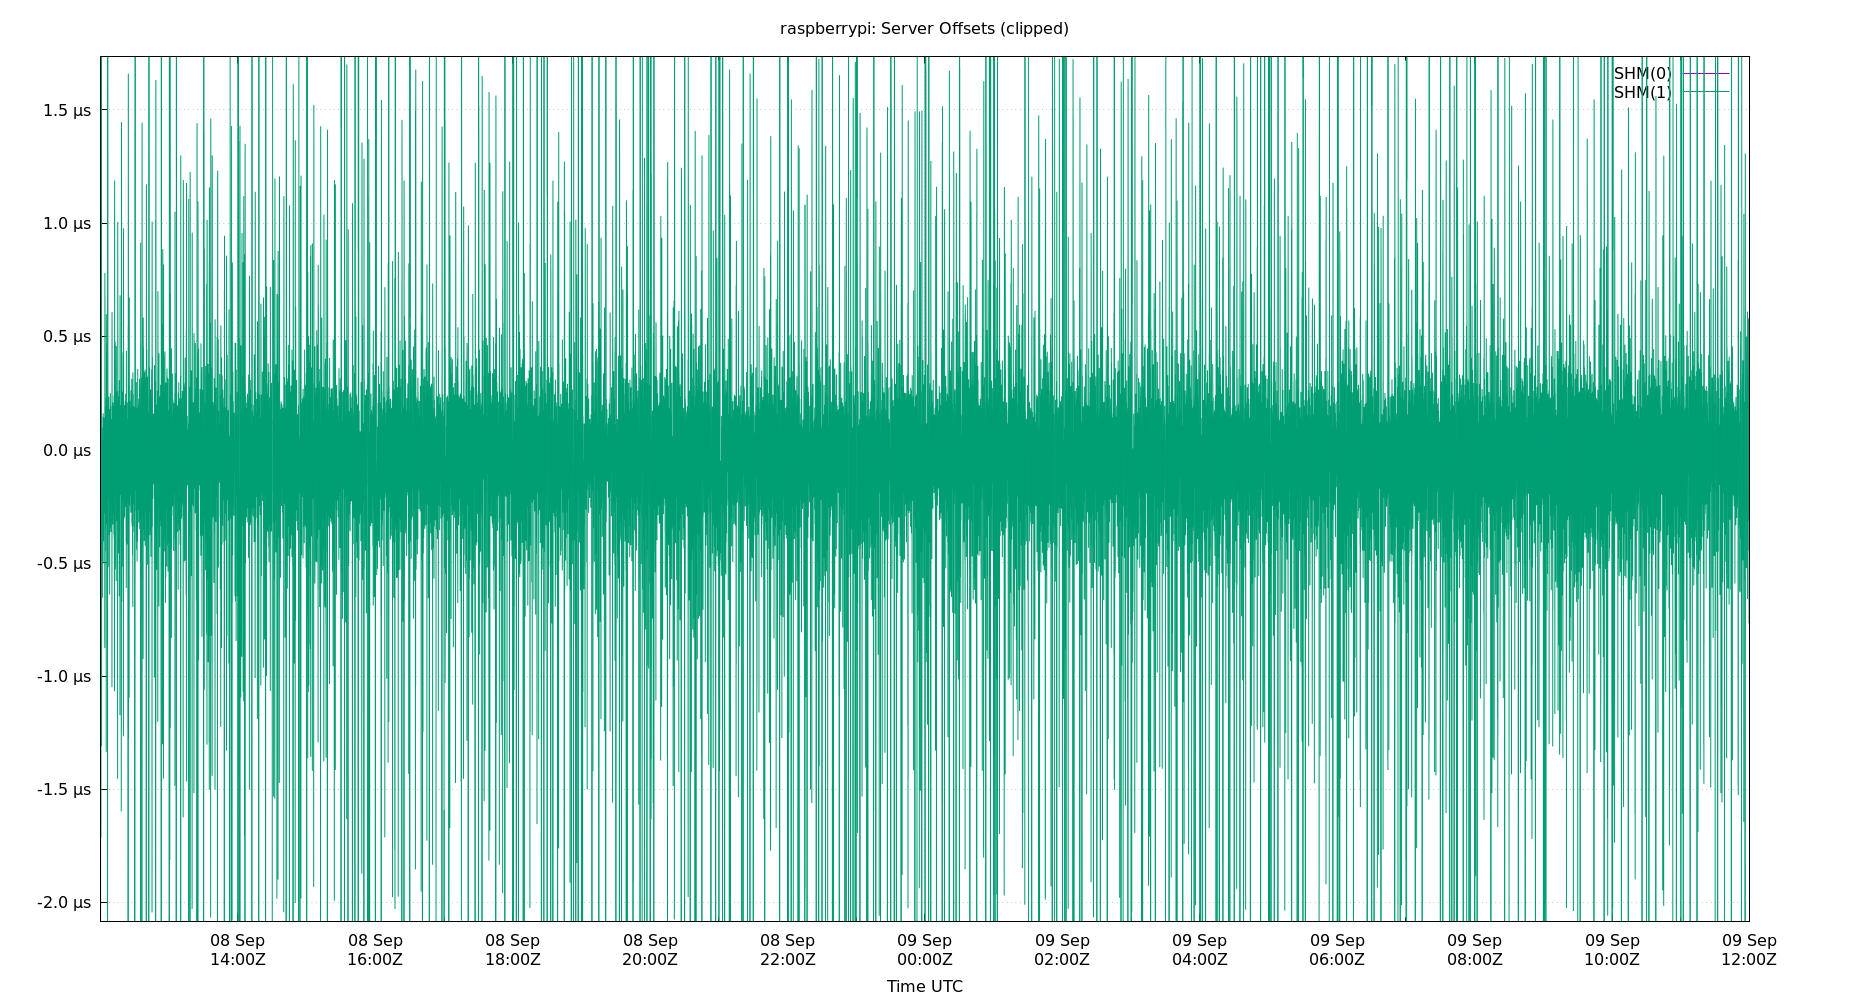 raspberrypi: Server Offsets (clipped)
SHM(0)
SHM(1)
1.5 µs
1.0 µs
0.5 µs
0.0 µs
-0.5 µs
-1.0 µs
-1.5 µs
-2.0 µs
08 Sep 08 Sep 08 Sep 08 Sep 08 Sep 09 Sep 09 Sep 09 Sep 09 Sep 09 Sep 09 Sep 09 Sep
14:00Z 16:00Z 18:00Z 20:00Z 22:00Z 00:00Z 02:00Z 04:00Z 06:00Z 08:00Z 10:00Z 12:00Z
Time UTC